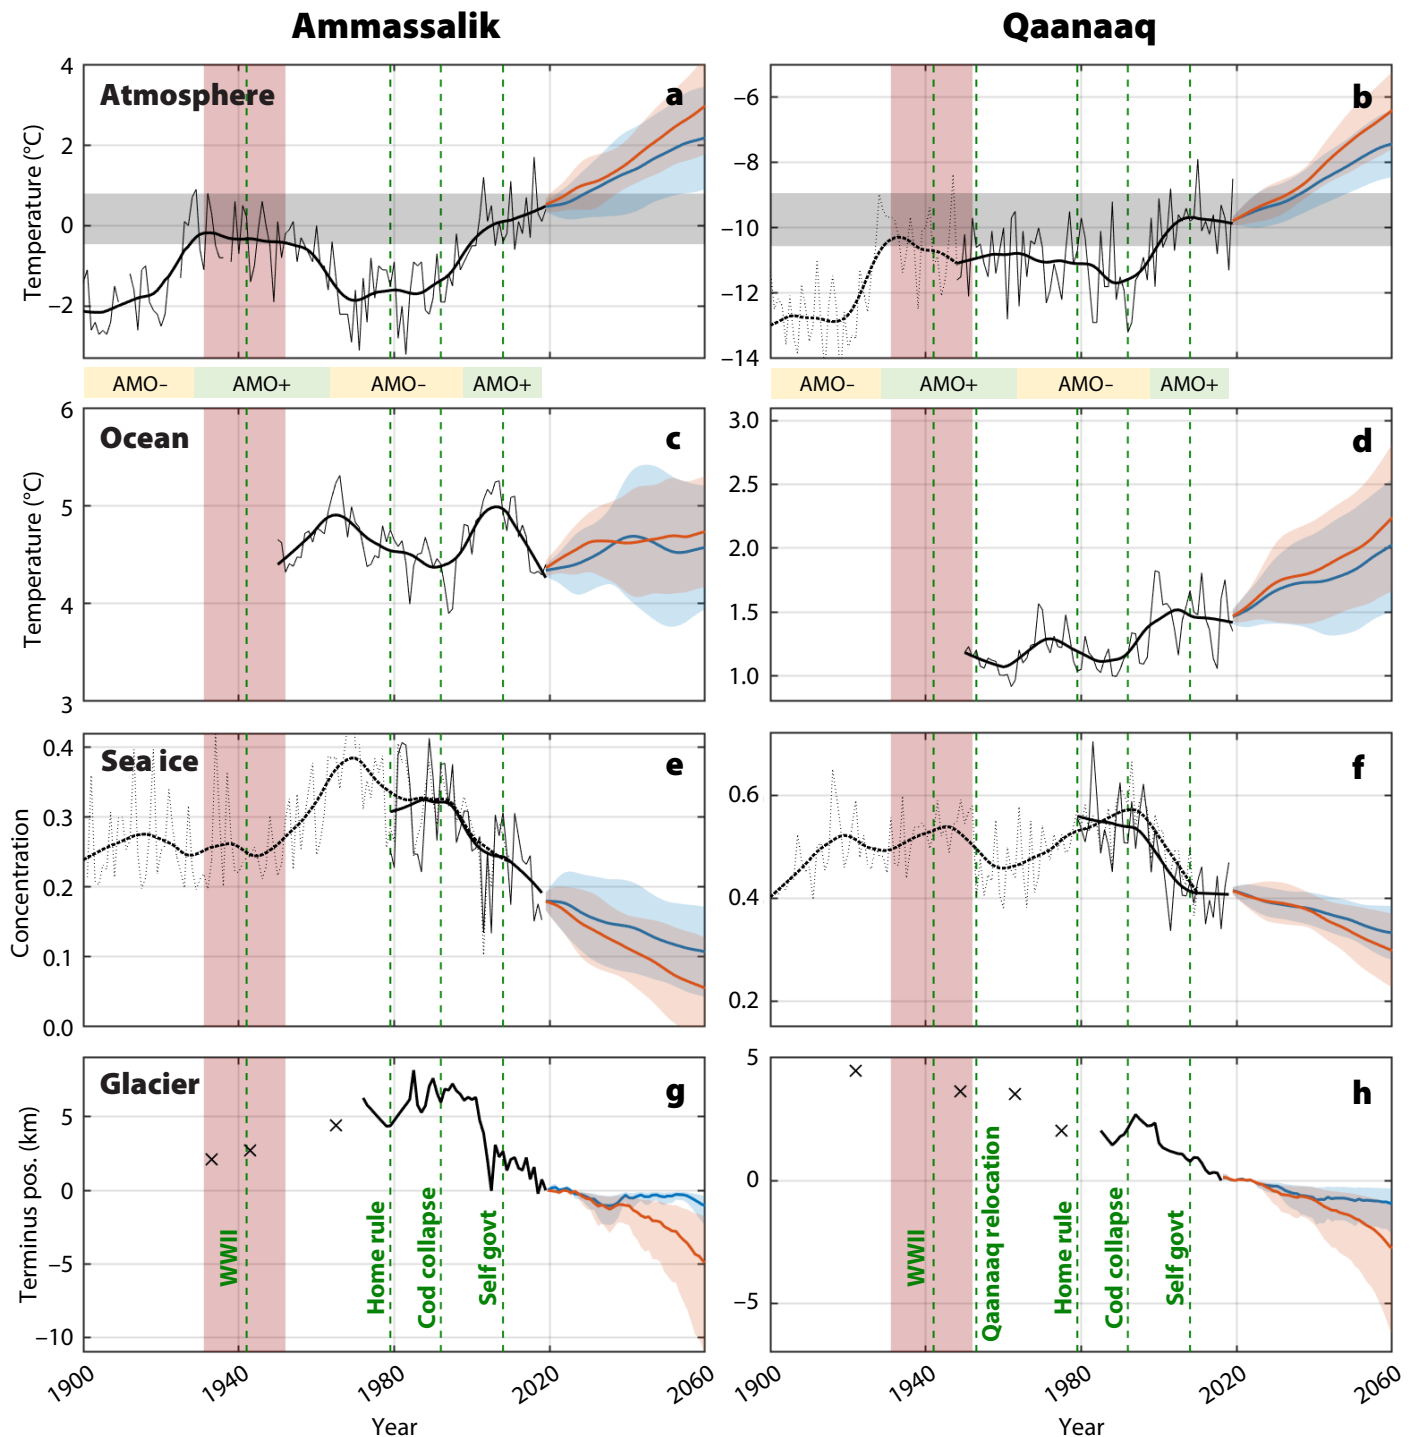 Ammassalik
Qaanaaq
Atmosphere
a
b
Temperature (°C)
4
2
0
−2
−6
−8
−10
−12
−14
AMO−
AMO+
AMO−
AMO+
AMO−
AMO+
AMO−
AMO+
Ocean
c
d
Temperature (°C)
6
5
4
3
3.0
2.5
2.0
1.5
1.0
Sea ice
e
f
Concentration
0.4
0.3
0.2
0.1
0.0
0.6
0.4
0.2
Glacier
g
h
Terminus pos. (km)
5
0
−5
−10
5
0
−5
WWII
Home rule
Cod collapse
Self govt
WWII
Qaanaaq relocation
Home rule
Cod collapse
Self govt
1900
1940
1980
2020
2060
1900
1940
1980
2020
2060
Year
Year